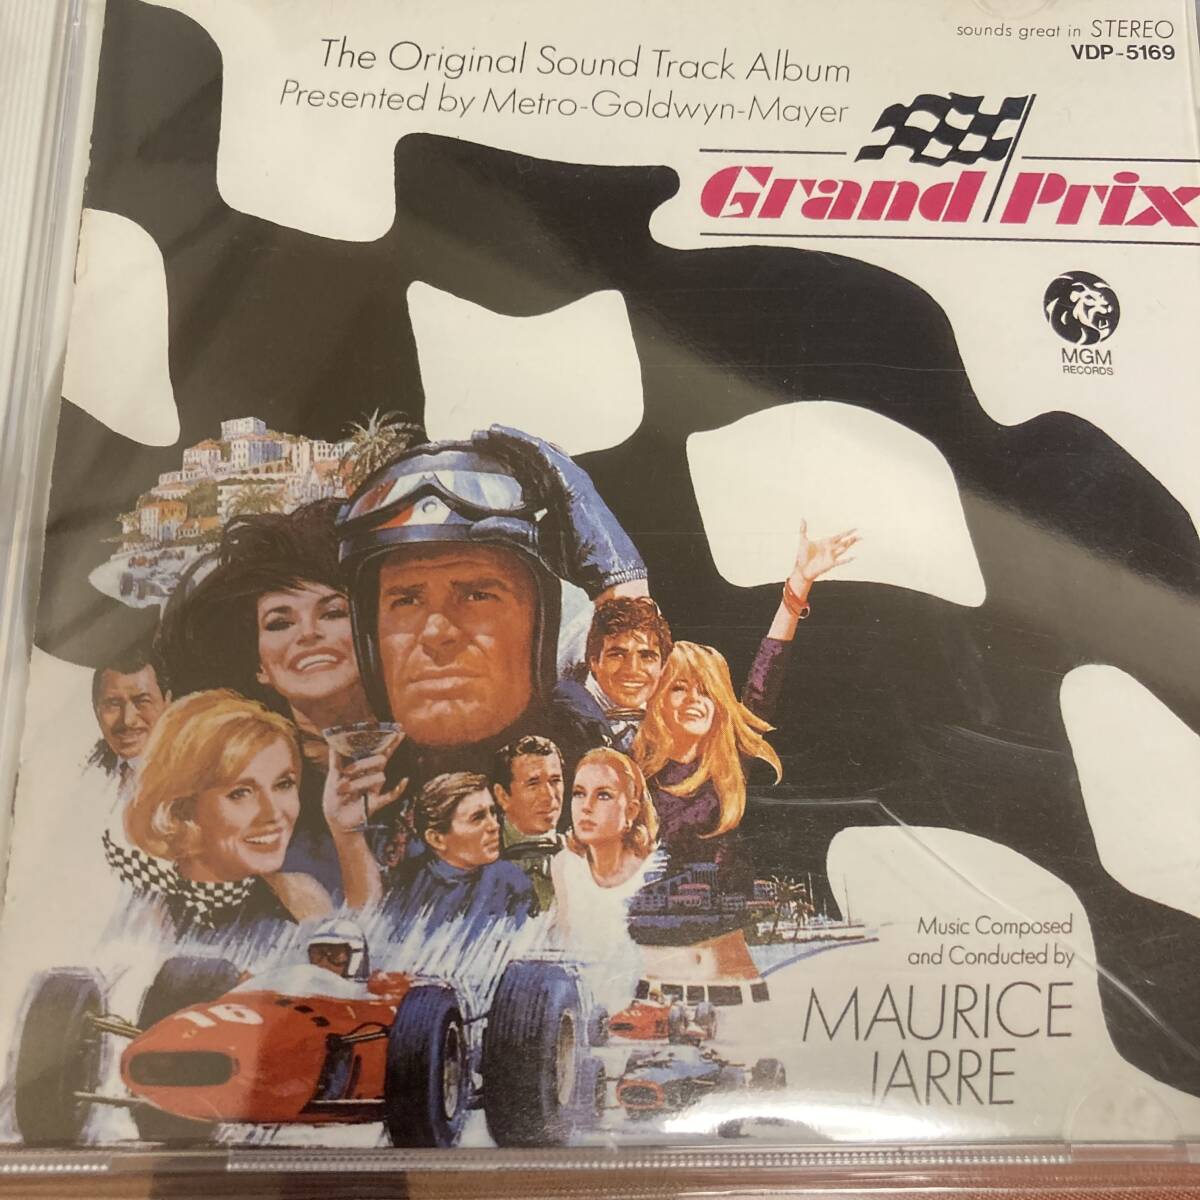 sounds great in STEREO
VDP-5169
The Original Sound Track Album
Presented by Metro-Goldwyn-Mayer
Grand Prix
MGM
RECORDS
16
Music Composed
and Conducted by
MAURICE
JARRE